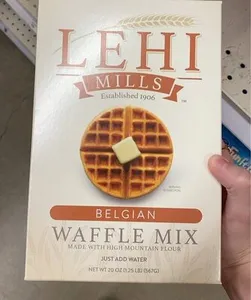 LEHI
MILLS
Established 1906
BELGIAN
WAFFLE MIX
MADE WITH HIGH MOUNTAIN FLOUR
JUST ADD WATER
NET WT 20 OZ (1.25 LB) (567G)